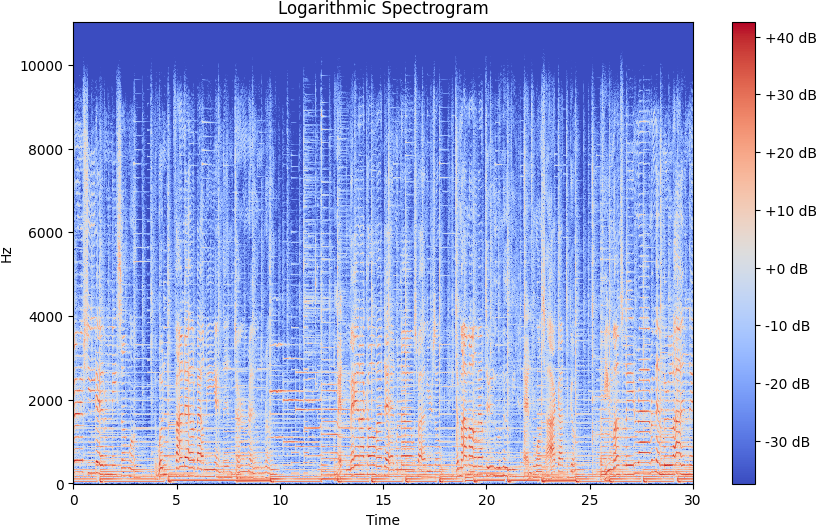 Logarithmic Spectrogram
Hz
10000
8000
6000
4000
2000
0
0 5 10 15 20 25 30
Time
+40 dB
+30 dB
+20 dB
+10 dB
+0 dB
-10 dB
-20 dB
-30 dB